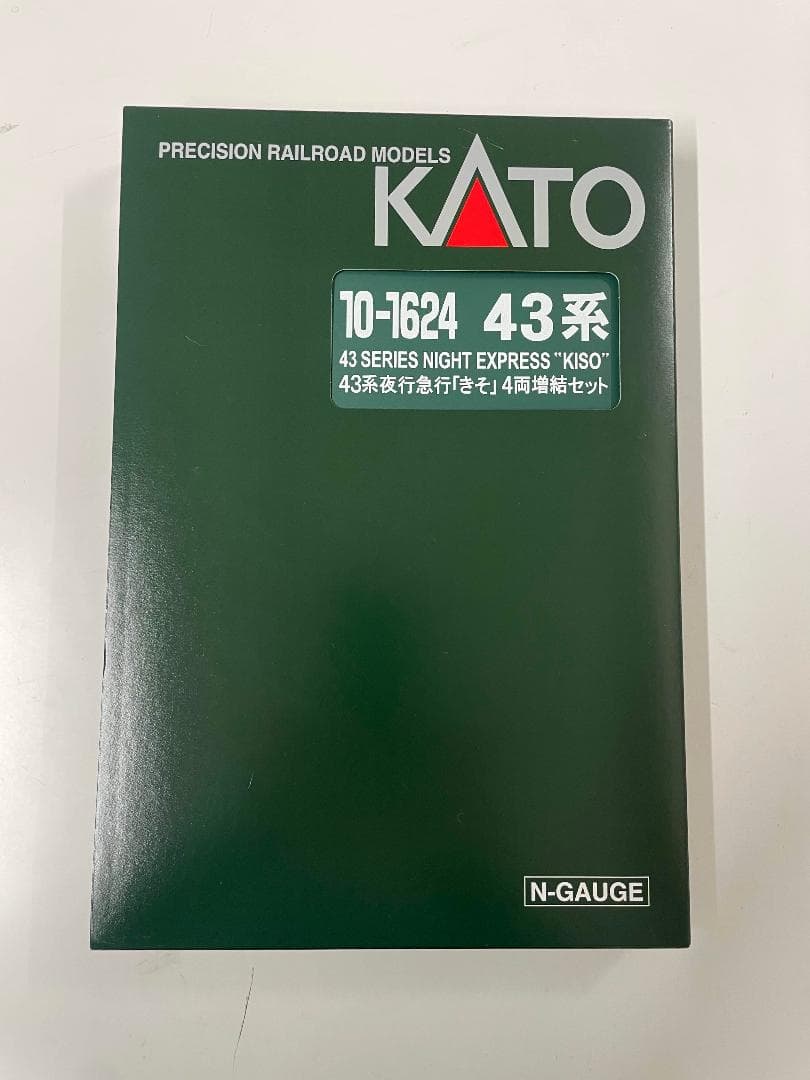 PRECISION RAILROAD MODELS
KATO
10-1624 43系
43 SERIES NIGHT EXPRESS "KISO"
43系夜行急行｢きそ｣ 4両増結セット
N-GAUGE